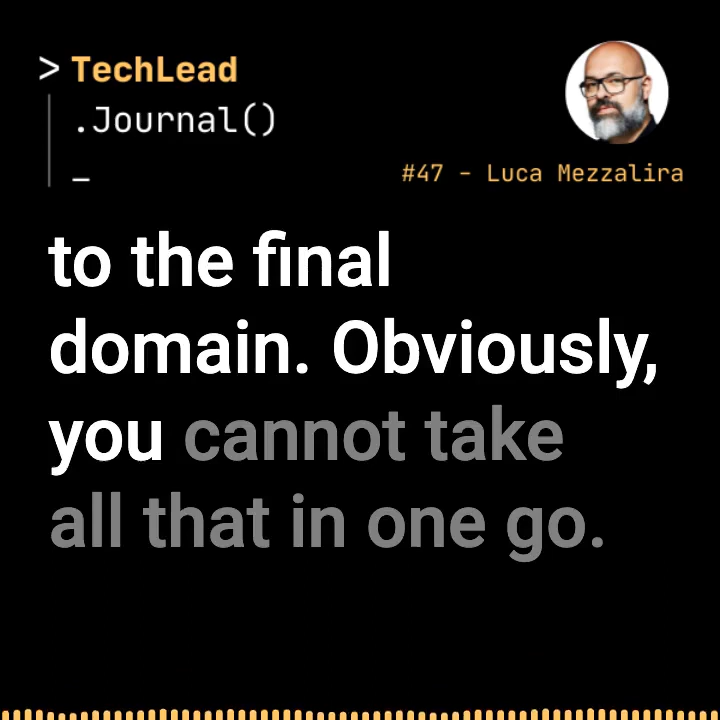 > TechLead
.Journal()
_
#47 – Luca Mezzalira
to the final
domain. Obviously,
you cannot take
all that in one go.